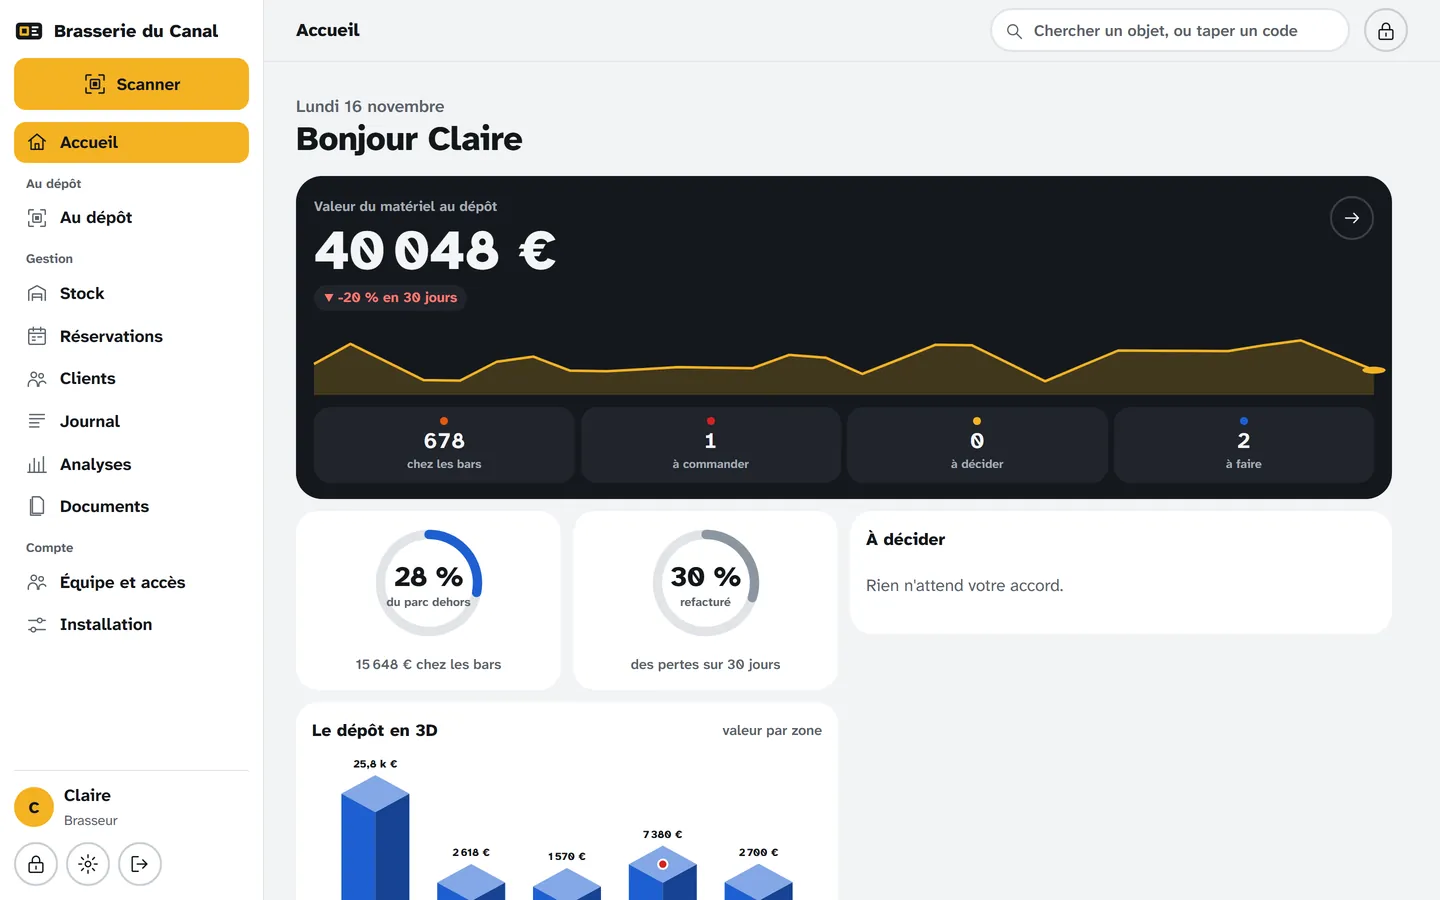 Brasserie du Canal
Scanner
Accueil
Au dépôt
Au dépôt
Gestion
Stock
Réservations
Clients
Journal
Analyses
Documents
Compte
Équipe et accès
Installation
C
Claire
Brasseur
Accueil
Chercher un objet, ou taper un code
Lundi 16 novembre
Bonjour Claire
Valeur du matériel au dépôt
40 048 €
▼ -20 % en 30 jours
678
chez les bars
1
à commander
0
à décider
2
à faire
28 %
du parc dehors
15 648 € chez les bars
30 %
refacturé
des pertes sur 30 jours
À décider
Rien n'attend votre accord.
Le dépôt en 3D
valeur par zone
25,8 k €
2 618 €
1 570 €
7 380 €
2 700 €